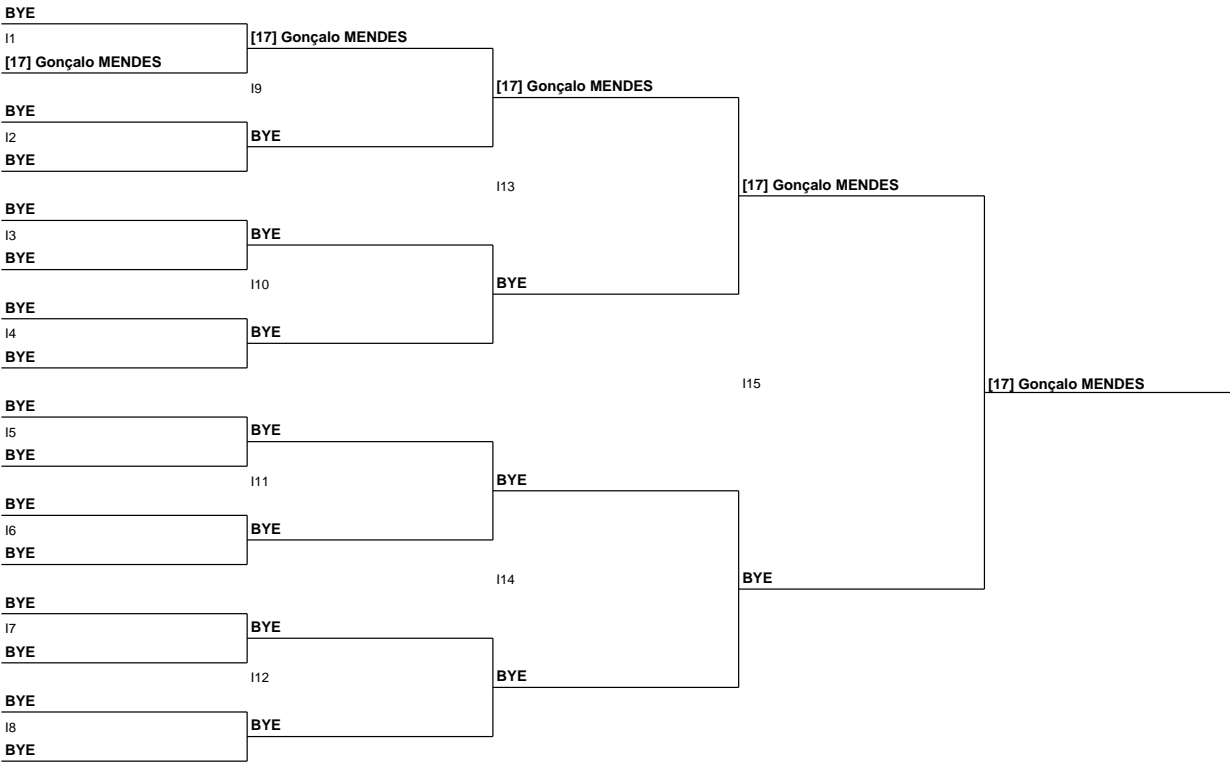 BYE
I1
[17] Gonçalo MENDES
[17] Gonçalo MENDES
I9
[17] Gonçalo MENDES
BYE
I2
BYE
BYE
I13
[17] Gonçalo MENDES
BYE
I3
BYE
BYE
I10
BYE
BYE
I4
BYE
BYE
I15
[17] Gonçalo MENDES
BYE
I5
BYE
BYE
I11
BYE
BYE
I6
BYE
BYE
I14
BYE
BYE
I7
BYE
BYE
I12
BYE
BYE
I8
BYE
BYE